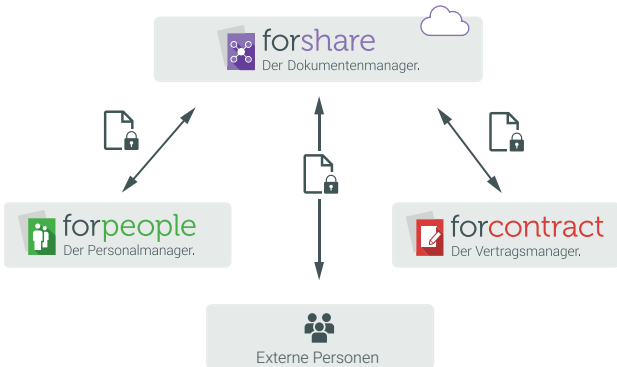 forshare
Der Dokumentenmanager.
forpeople
Der Personalmanager.
forcontract
Der Vertragsmanager.
Externe Personen